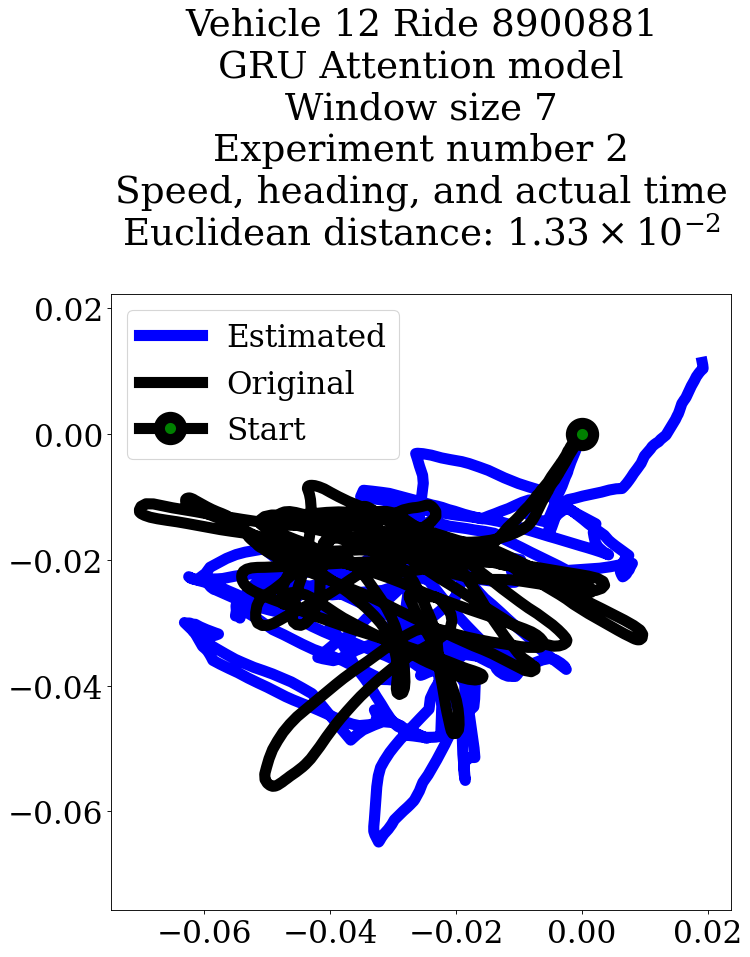 Vehicle 12 Ride 8900881
GRU Attention model
Window size 7
Experiment number 2
Speed, heading, and actual time
Euclidean distance: 1.33 × 10⁻²
Estimated
Original
Start
0.02
0.00
−0.02
−0.04
−0.06
−0.06 −0.04 −0.02 0.00 0.02